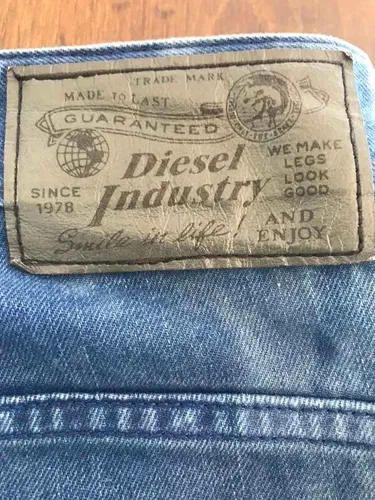 TRADE MARK
MADE TO LAST
GUARANTEED
Diesel
Industry
SINCE
1978
Smile in life!
WE MAKE
LEGS
LOOK
GOOD
AND
ENJOY